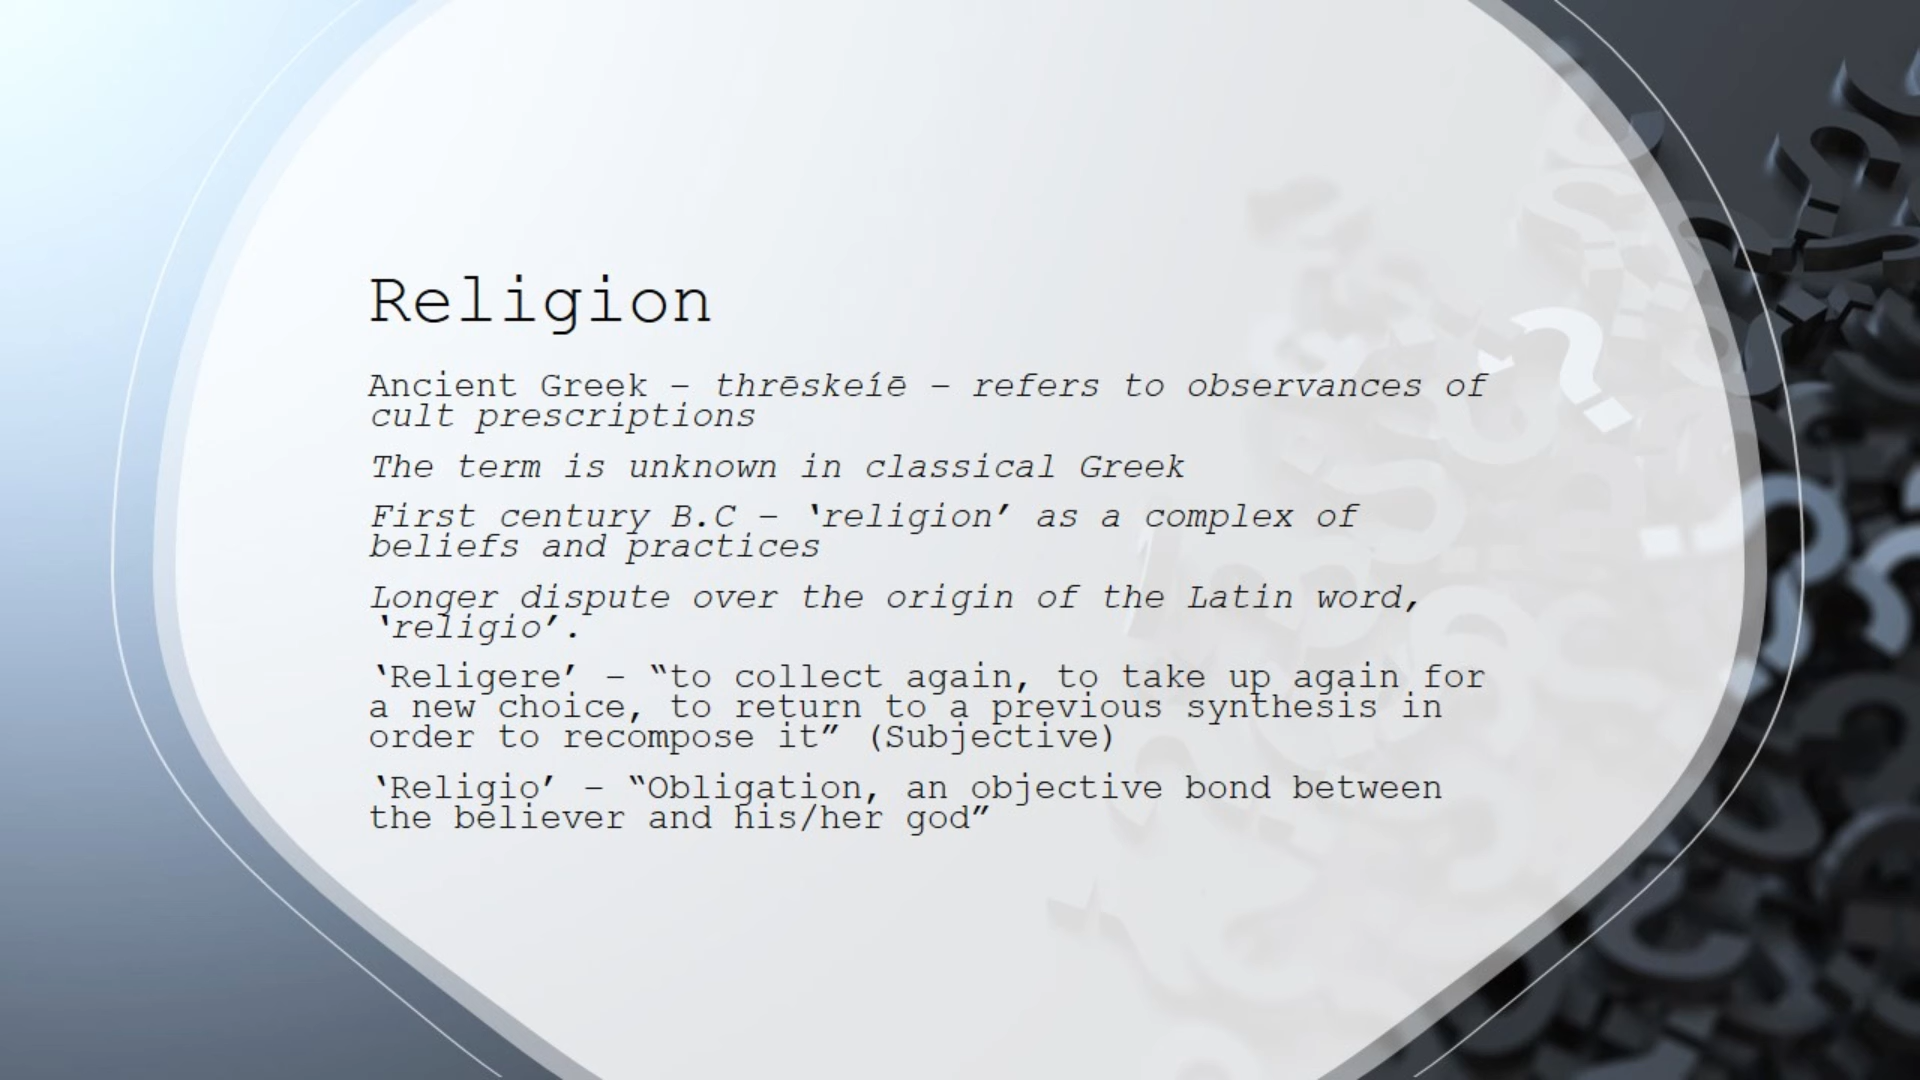 Religion
Ancient Greek – thrēskeíē – refers to observances of
cult prescriptions
The term is unknown in classical Greek
First century B.C – ‘religion’ as a complex of
beliefs and practices
Longer dispute over the origin of the Latin word,
‘religio’.
‘Religere’ – “to collect again, to take up again for
a new choice, to return to a previous synthesis in
order to recompose it” (Subjective)
‘Religio’ – “Obligation, an objective bond between
the believer and his/her god”